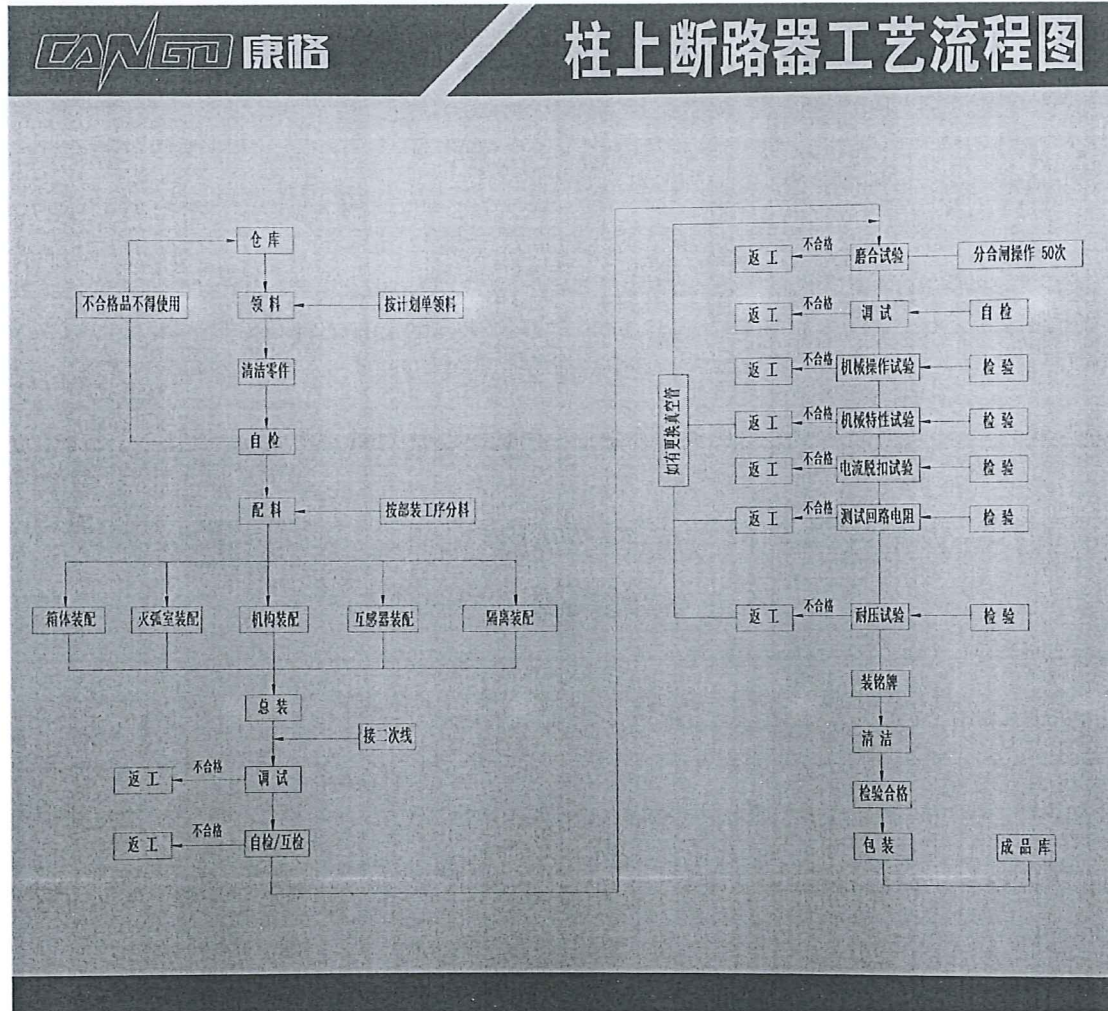 CANGO 康格
柱上断路器工艺流程图
仓库
不合格品不得使用
领料
按计划单领料
清洁零件
自检
配料
按部装工序分料
箱体装配
灭弧室装配
机构装配
互感器装配
隔离装配
总装
接二次线
返工
不合格
调试
返工
不合格
自检/互检
如有更换真空管
返工
不合格
磨合试验
分合闸操作 50次
返工
不合格
调试
自检
返工
不合格
机械操作试验
检验
返工
不合格
机械特性试验
检验
返工
不合格
电流脱扣试验
检验
返工
不合格
测试回路电阻
检验
返工
不合格
耐压试验
检验
装铭牌
清洁
检验合格
包装
成品库